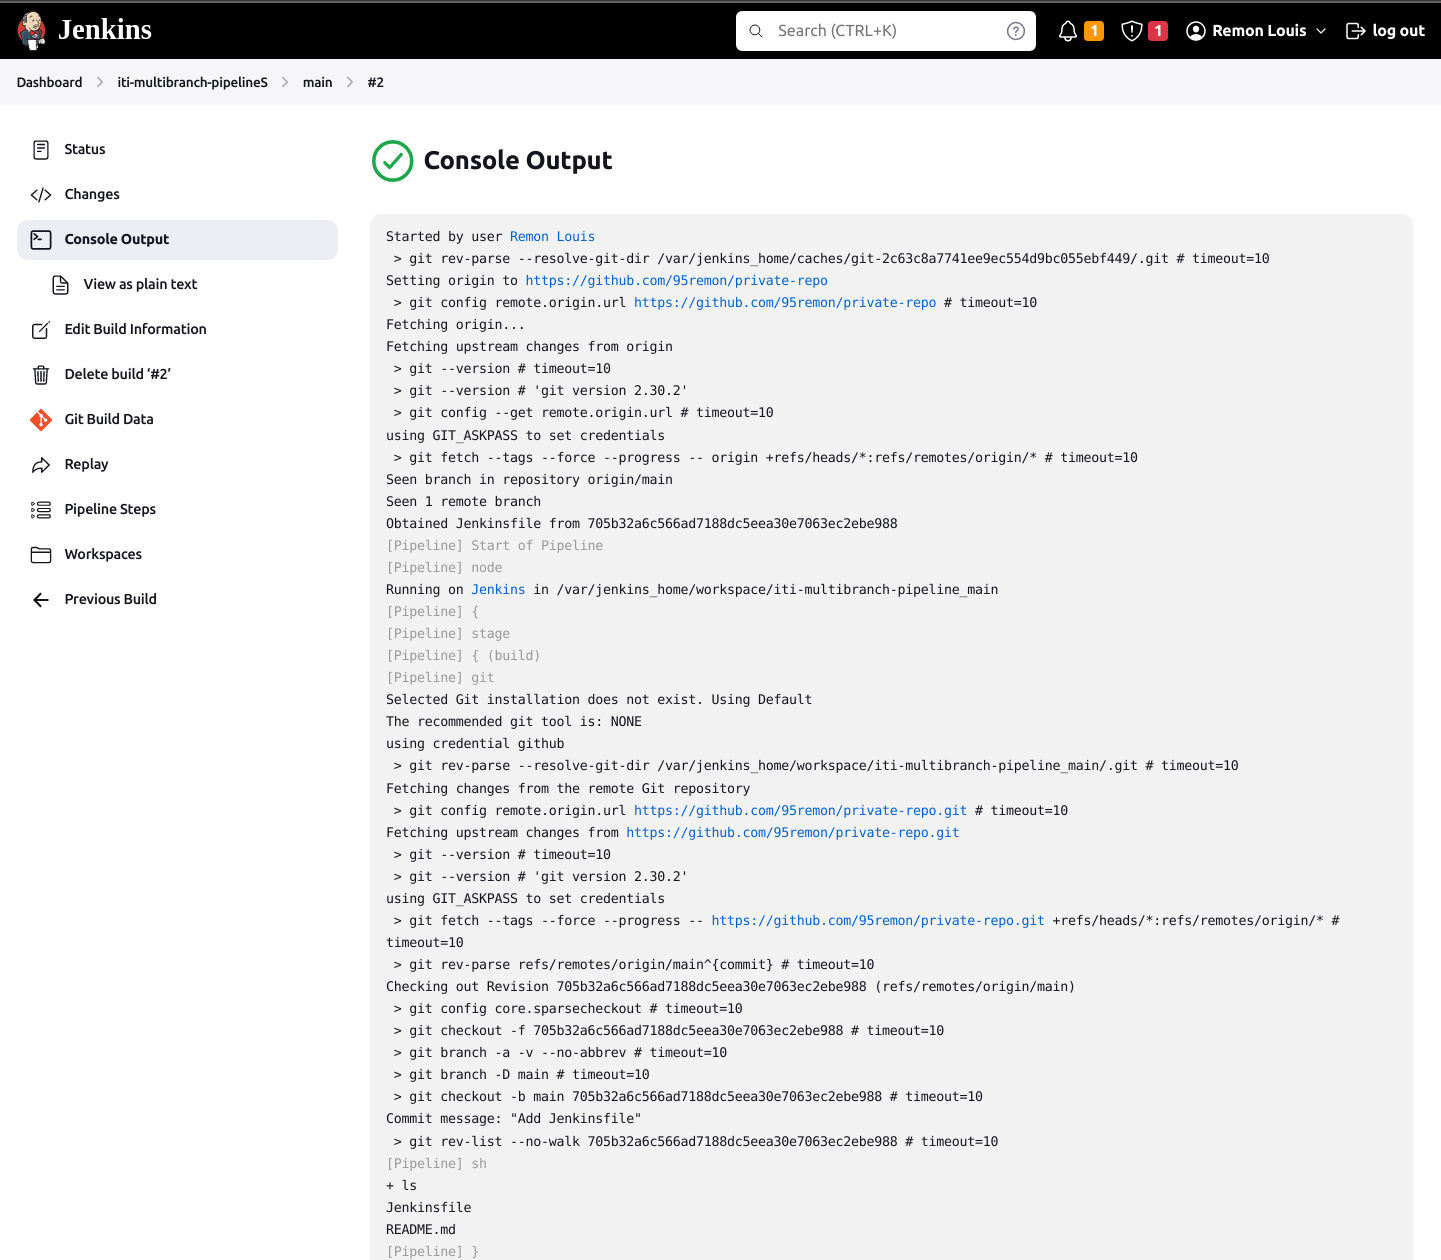 Jenkins
Search (CTRL+K)
1
1
Remon Louis
log out
Dashboard
iti-multibranch-pipelineS
main
#2
Status
Changes
Console Output
View as plain text
Edit Build Information
Delete build ‘#2’
Git Build Data
Replay
Pipeline Steps
Workspaces
Previous Build
Console Output
Started by user Remon Louis
 > git rev-parse --resolve-git-dir /var/jenkins_home/caches/git-2c63c8a7741ee9ec554d9bc055ebf449/.git # timeout=10
Setting origin to https://github.com/95remon/private-repo
 > git config remote.origin.url https://github.com/95remon/private-repo # timeout=10
Fetching origin...
Fetching upstream changes from origin
 > git --version # timeout=10
 > git --version # 'git version 2.30.2'
 > git config --get remote.origin.url # timeout=10
using GIT_ASKPASS to set credentials
 > git fetch --tags --force --progress -- origin +refs/heads/*:refs/remotes/origin/* # timeout=10
Seen branch in repository origin/main
Seen 1 remote branch
Obtained Jenkinsfile from 705b32a6c566ad7188dc5eea30e7063ec2ebe988
[Pipeline] Start of Pipeline
[Pipeline] node
Running on Jenkins in /var/jenkins_home/workspace/iti-multibranch-pipeline_main
[Pipeline] {
[Pipeline] stage
[Pipeline] { (build)
[Pipeline] git
Selected Git installation does not exist. Using Default
The recommended git tool is: NONE
using credential github
 > git rev-parse --resolve-git-dir /var/jenkins_home/workspace/iti-multibranch-pipeline_main/.git # timeout=10
Fetching changes from the remote Git repository
 > git config remote.origin.url https://github.com/95remon/private-repo.git # timeout=10
Fetching upstream changes from https://github.com/95remon/private-repo.git
 > git --version # timeout=10
 > git --version # 'git version 2.30.2'
using GIT_ASKPASS to set credentials
 > git fetch --tags --force --progress -- https://github.com/95remon/private-repo.git +refs/heads/*:refs/remotes/origin/* #
timeout=10
 > git rev-parse refs/remotes/origin/main^{commit} # timeout=10
Checking out Revision 705b32a6c566ad7188dc5eea30e7063ec2ebe988 (refs/remotes/origin/main)
 > git config core.sparsecheckout # timeout=10
 > git checkout -f 705b32a6c566ad7188dc5eea30e7063ec2ebe988 # timeout=10
 > git branch -a -v --no-abbrev # timeout=10
 > git branch -D main # timeout=10
 > git checkout -b main 705b32a6c566ad7188dc5eea30e7063ec2ebe988 # timeout=10
Commit message: "Add Jenkinsfile"
 > git rev-list --no-walk 705b32a6c566ad7188dc5eea30e7063ec2ebe988 # timeout=10
[Pipeline] sh
+ ls
Jenkinsfile
README.md
[Pipeline] }